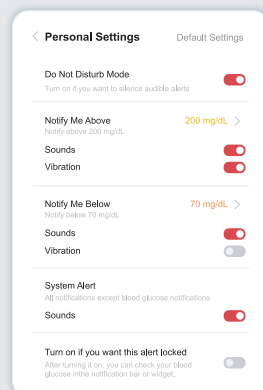 Personal Settings Default Settings
Do Not Disturb Mode
Turn on if you want to silence audible alerts
Notify Me Above 200 mg/dL
Notify above 200 mg/dL
Sounds
Vibration
Notify Me Below 70 mg/dL
Notify below 70 mg/dL
Sounds
Vibration
System Alert
All notifications except blood glucose notifications
Sounds
Turn on if you want this alert locked
After turning it on, you can check your blood
glucose inthe notification bar or widget.